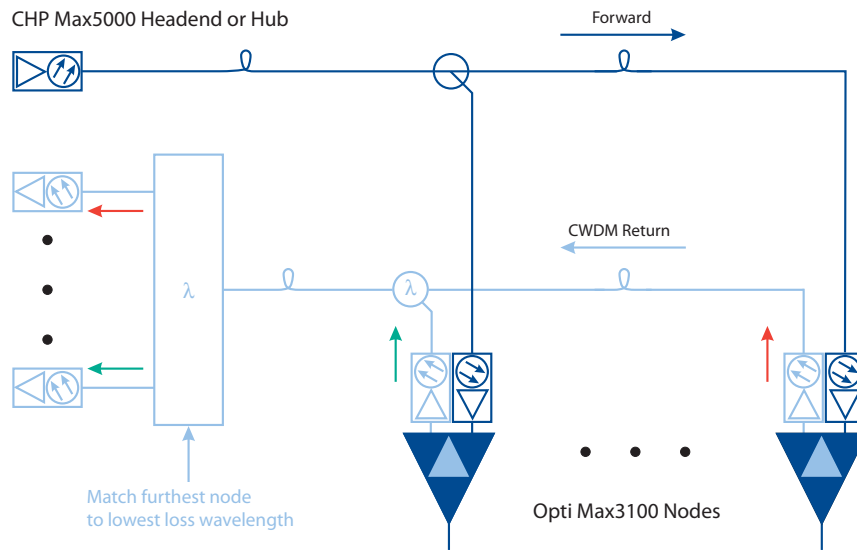 CHP Max5000 Headend or Hub
Forward
CWDM Return
λ
λ
Match furthest node
to lowest loss wavelength
Opti Max3100 Nodes